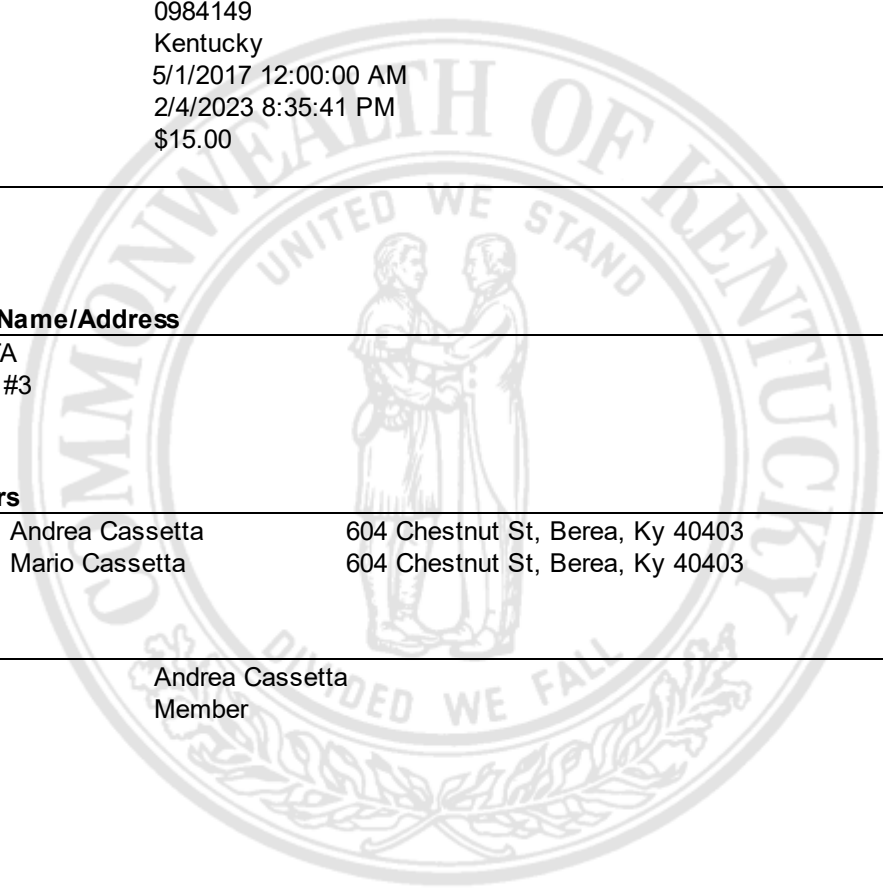 0984149
Kentucky
5/1/2017 12:00:00 AM
2/4/2023 8:35:41 PM
$15.00
COMMONWEALTH OF KENTUCKY
UNITED WE STAND
Name/Address
#3
Andrea Cassetta 604 Chestnut St, Berea, Ky 40403
Mario Cassetta 604 Chestnut St, Berea, Ky 40403
DIVIDED WE FALL
Andrea Cassetta
Member